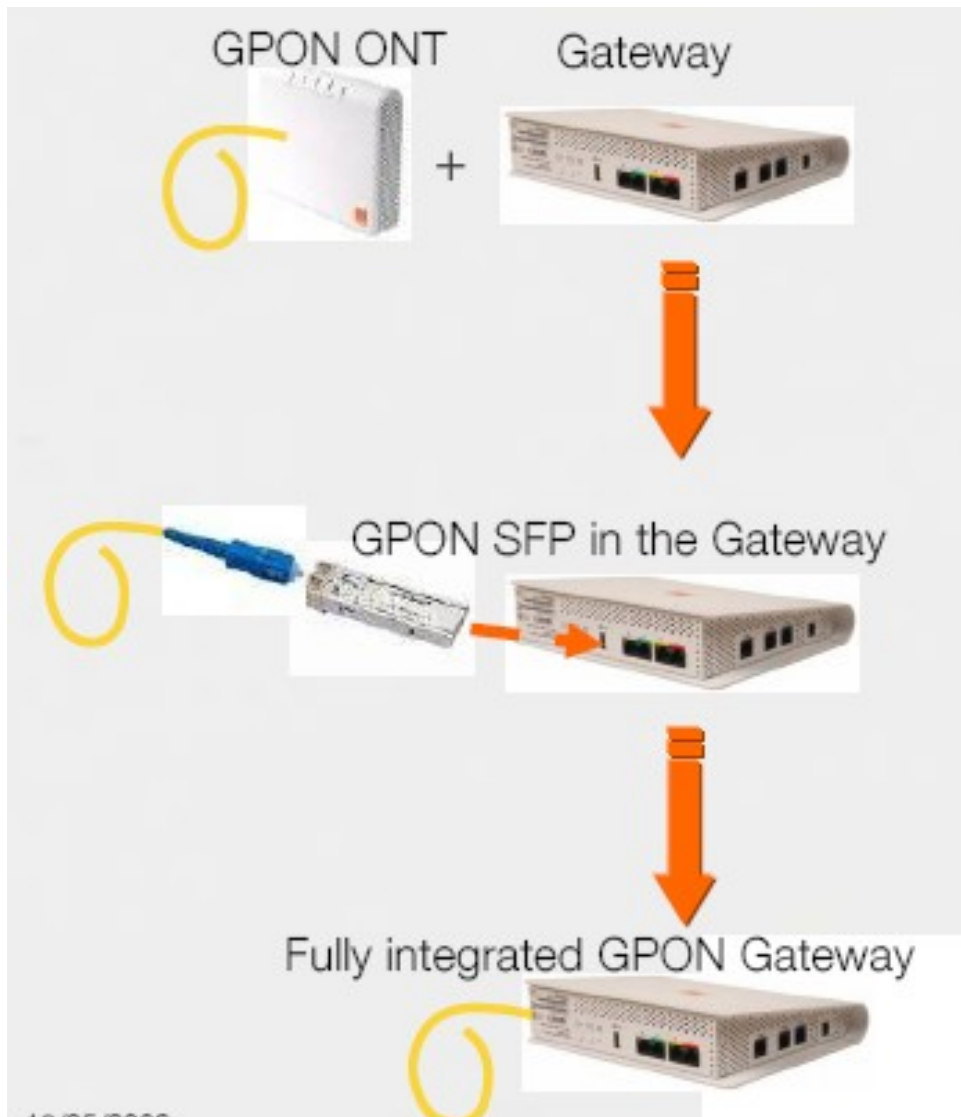 GPON ONT
Gateway
+
GPON SFP in the Gateway
Fully integrated GPON Gateway